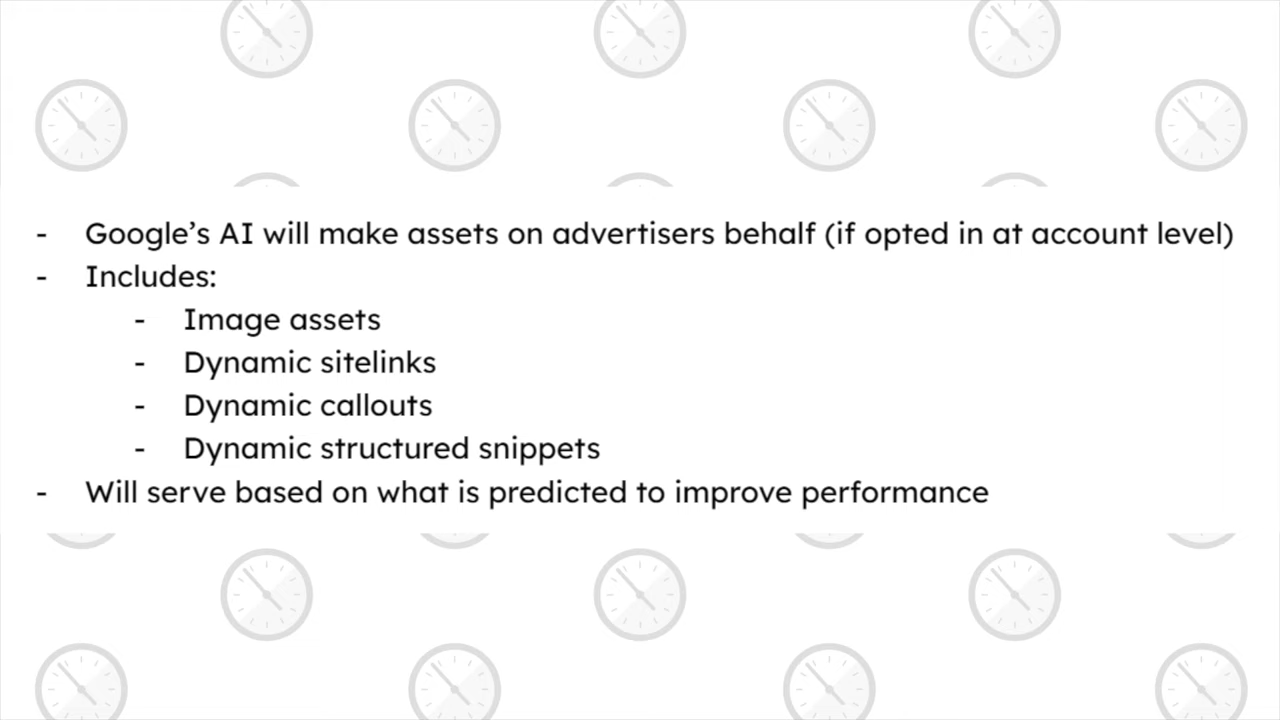 - Google’s AI will make assets on advertisers behalf (if opted in at account level)
- Includes:
- Image assets
- Dynamic sitelinks
- Dynamic callouts
- Dynamic structured snippets
- Will serve based on what is predicted to improve performance